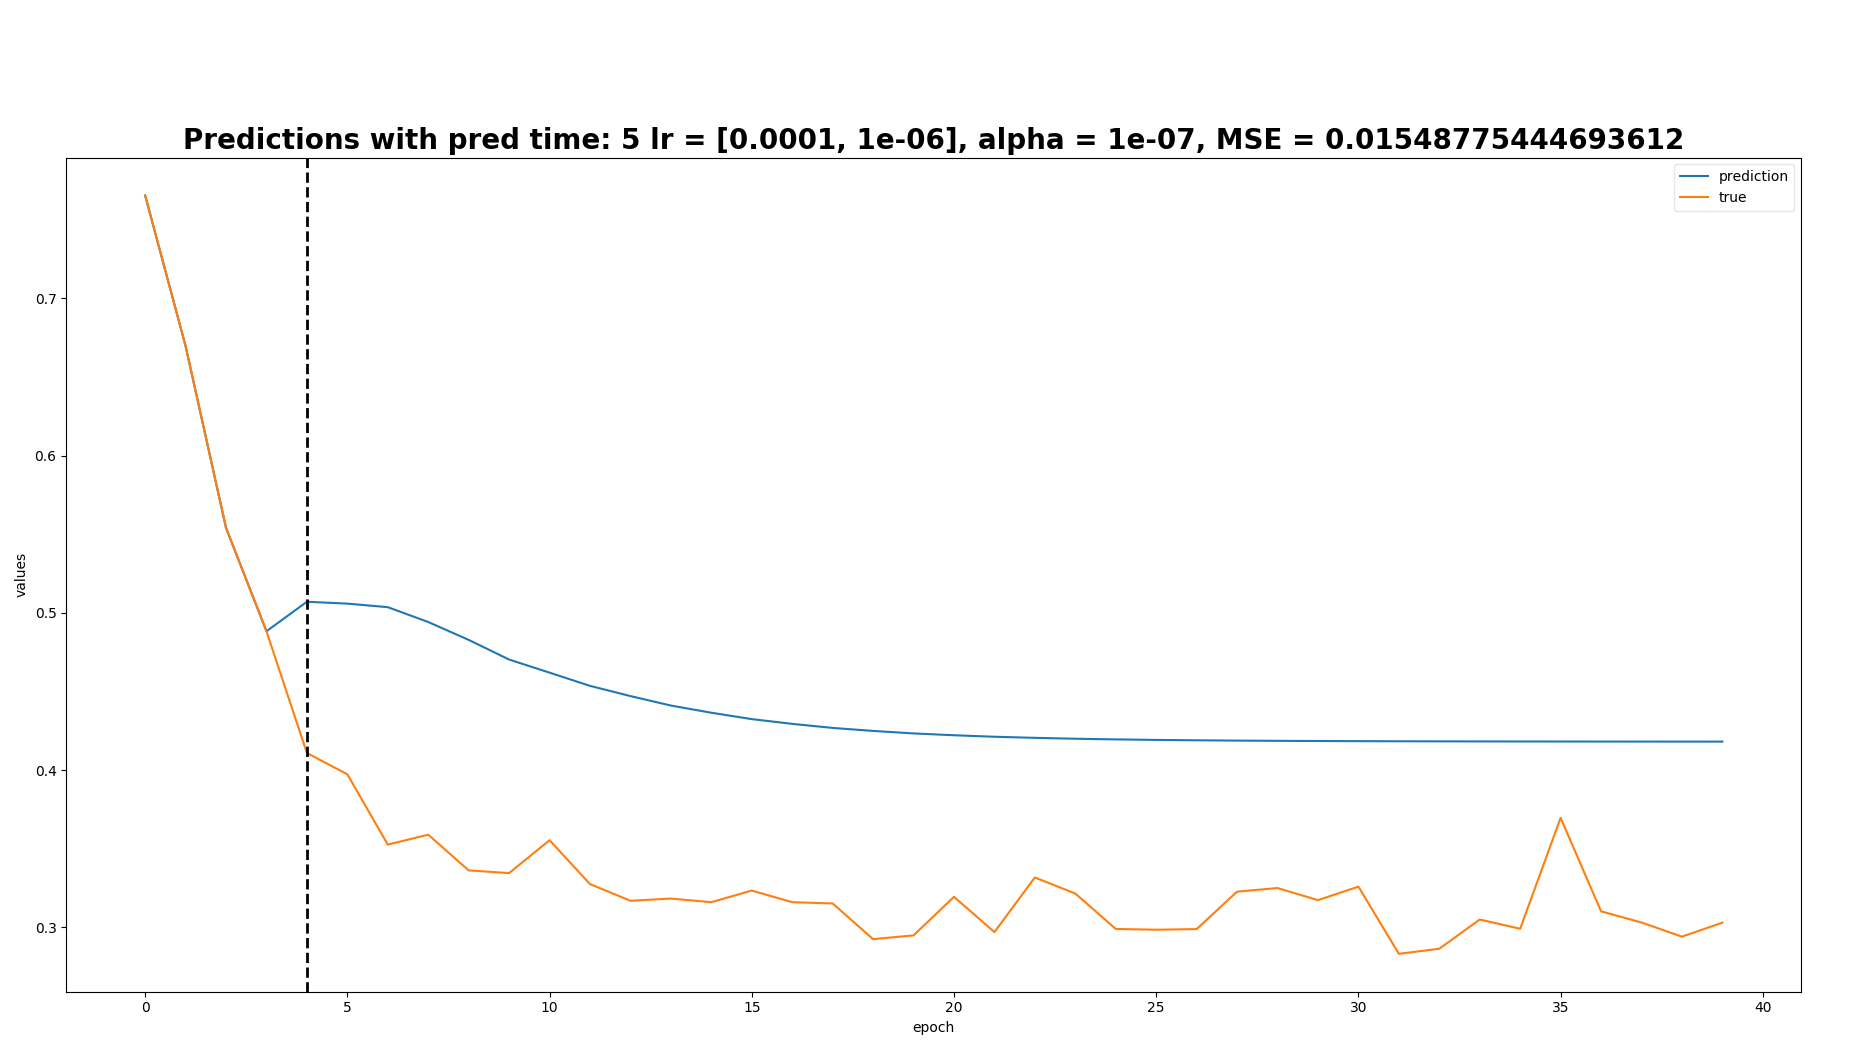 Predictions with pred time: 5 lr = [0.0001, 1e-06], alpha = 1e-07, MSE = 0.01548775444693612
prediction
true
0.7
0.6
0.5
0.4
0.3
values
0 5 10 15 20 25 30 35 40
epoch